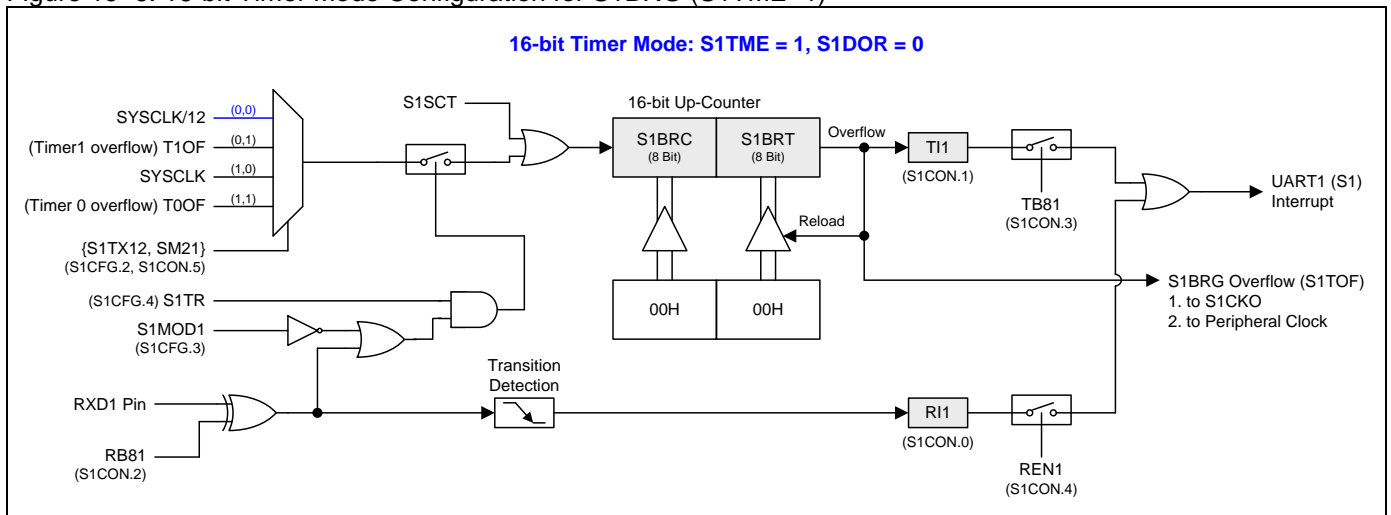 Figure 18-6. 16-bit Timer Mode Configuration for S1BRG (S1TME=1)
16-bit Timer Mode: S1TME = 1, S1DOR = 0
SYSCLK/12
(0,0)
(Timer1 overflow) T1OF
(0,1)
SYSCLK
(1,0)
(Timer 0 overflow) T0OF
(1,1)
{S1TX12, SM21}
(S1CFG.2, S1CON.5)
(S1CFG.4) S1TR
S1MOD1
(S1CFG.3)
RXD1 Pin
RB81
(S1CON.2)
S1SCT
16-bit Up-Counter
S1BRC
(8 Bit)
S1BRT
(8 Bit)
Overflow
Reload
00H
00H
Transition
Detection
TI1
(S1CON.1)
TB81
(S1CON.3)
UART1 (S1)
Interrupt
S1BRG Overflow (S1TOF)
1. to S1CKO
2. to Peripheral Clock
RI1
(S1CON.0)
REN1
(S1CON.4)